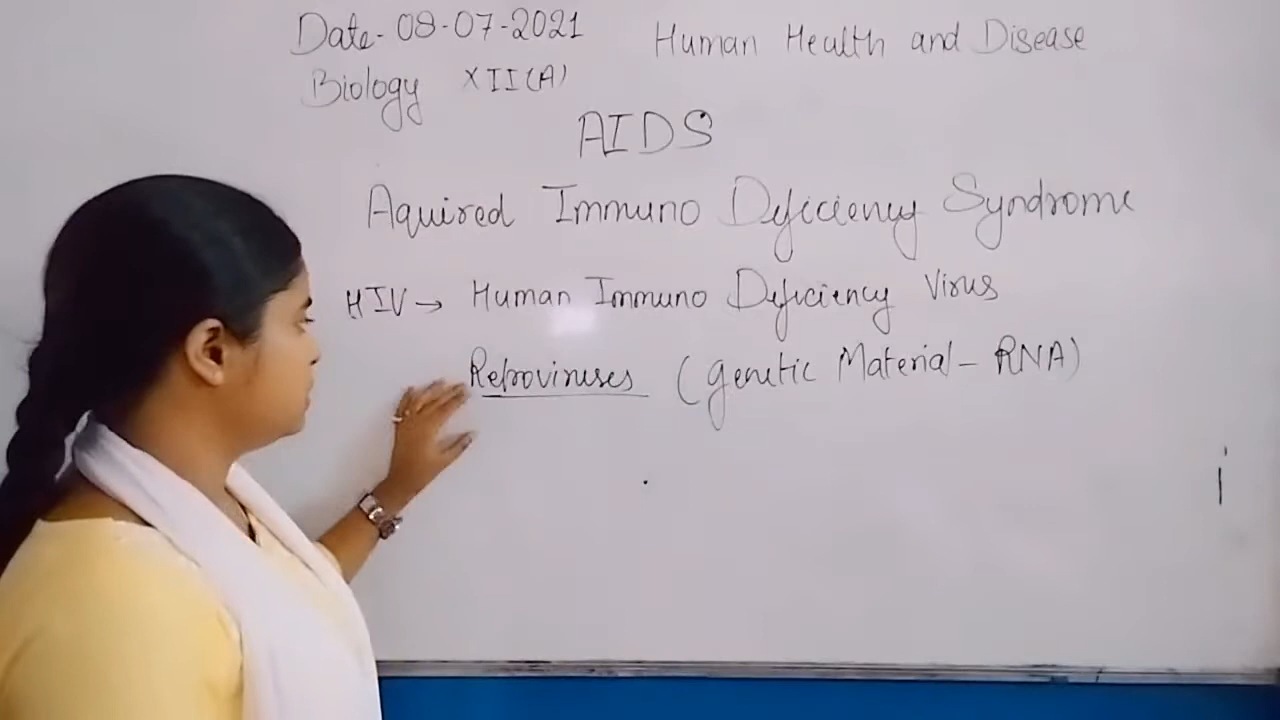 Date- 08-07-2021 Human Health and Disease
Biology XII(A)
AIDS
Aquired Immuno Deficiency Syndrome
HIV → Human Immuno Deficiency Virus
Retroviruses (genetic Material - RNA)
i